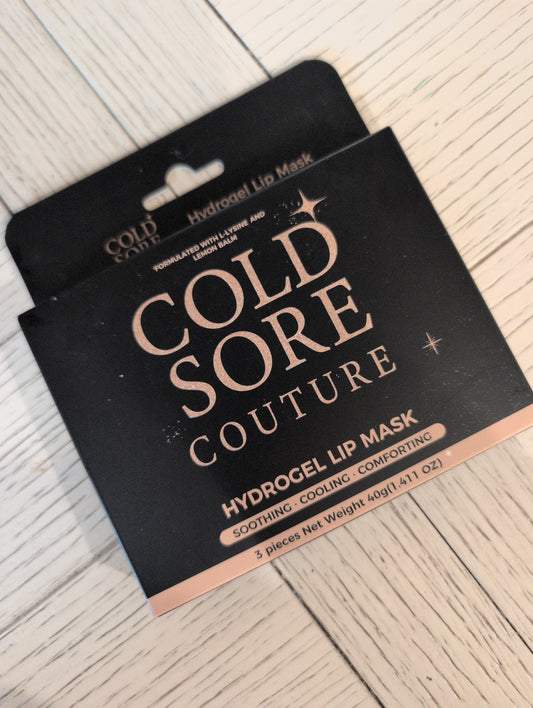 Hydrogel Lip Mask
COLD
SORE
FORMULATED WITH L-LYSINE AND
LEMON BALM
COLD
SORE
COUTURE
HYDROGEL LIP MASK
SOOTHING · COOLING · COMFORTING
3 pieces Net Weight 40g(1.411 OZ)